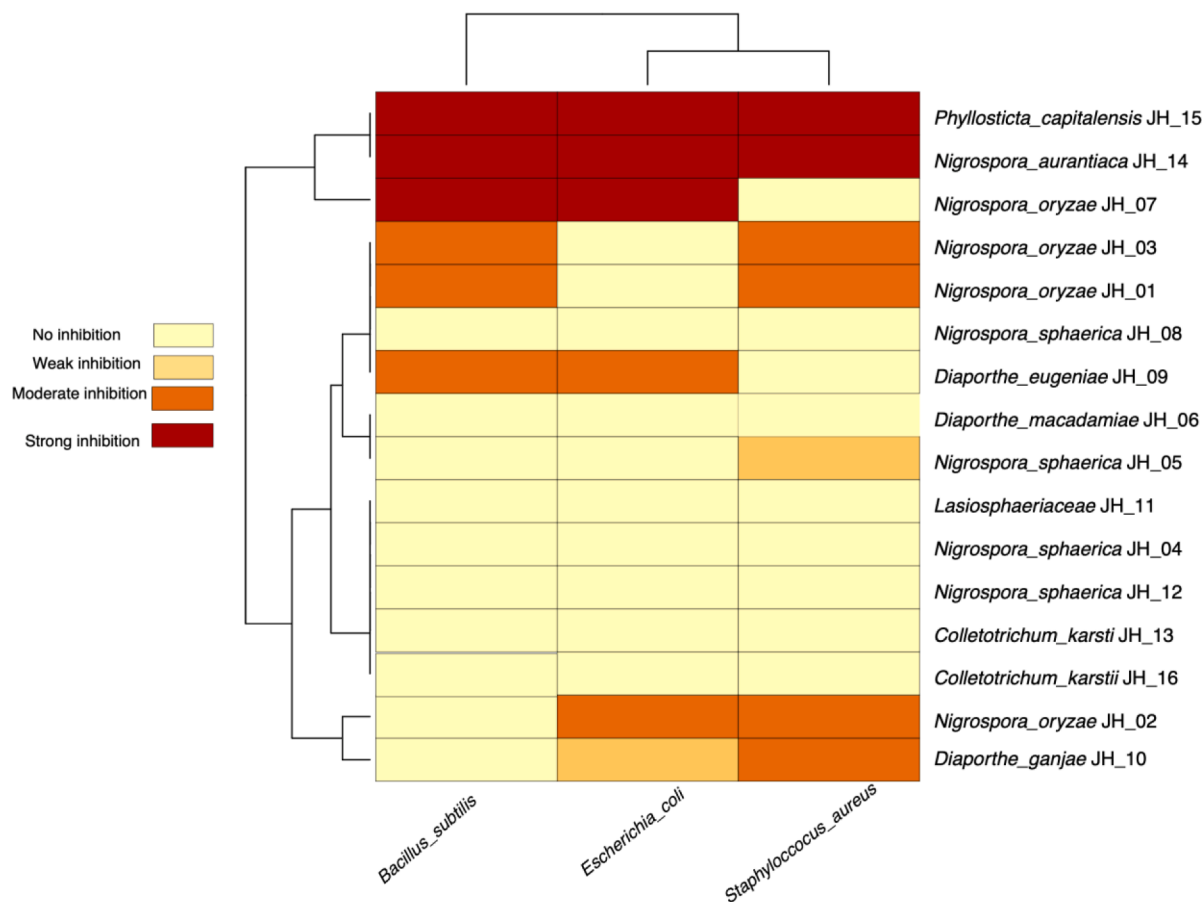 No inhibition
Weak inhibition
Moderate inhibition
Strong inhibition
Phyllosticta_capitalensis JH_15
Nigrospora_aurantiaca JH_14
Nigrospora_oryzae JH_07
Nigrospora_oryzae JH_03
Nigrospora_oryzae JH_01
Nigrospora_sphaerica JH_08
Diaporthe_eugeniae JH_09
Diaporthe_macadamiae JH_06
Nigrospora_sphaerica JH_05
Lasiosphaeriaceae JH_11
Nigrospora_sphaerica JH_04
Nigrospora_sphaerica JH_12
Colletotrichum_karsti JH_13
Colletotrichum_karstii JH_16
Nigrospora_oryzae JH_02
Diaporthe_ganjae JH_10
Bacillus_subtilis
Escherichia_coli
Staphyloccocus_aureus